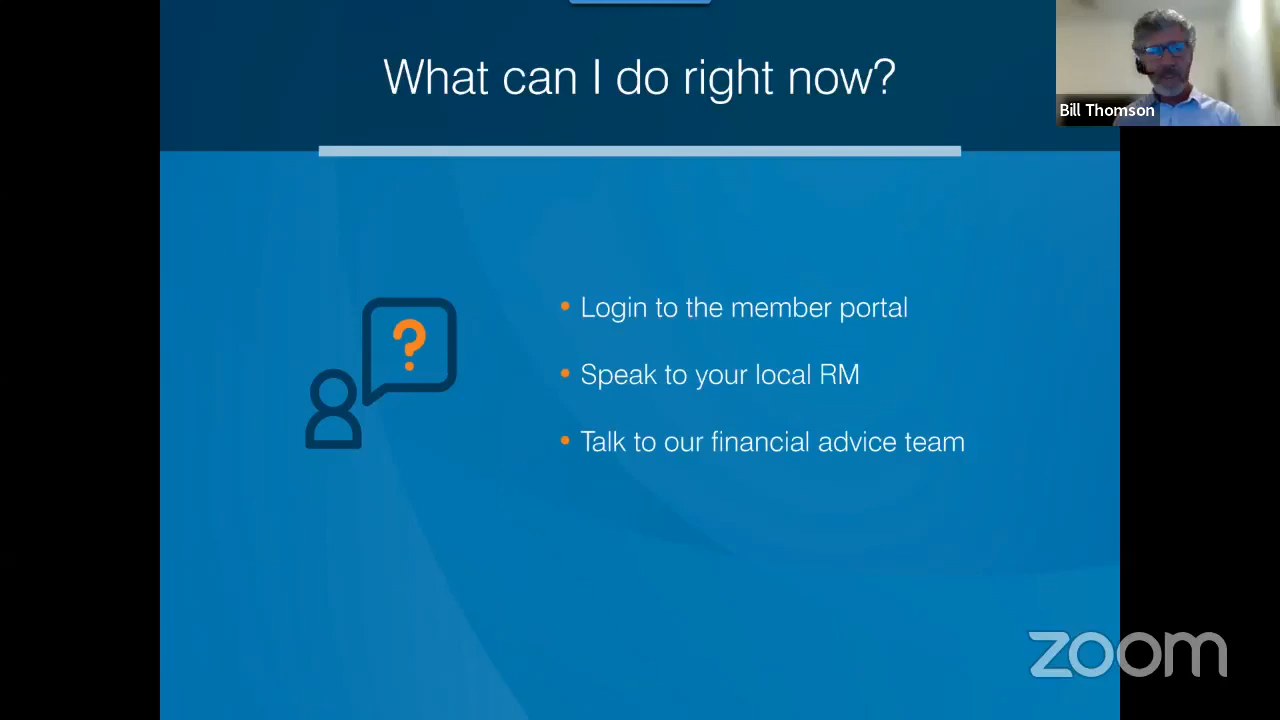 What can I do right now?
Bill Thomson
?
• Login to the member portal
• Speak to your local RM
• Talk to our financial advice team
zoom